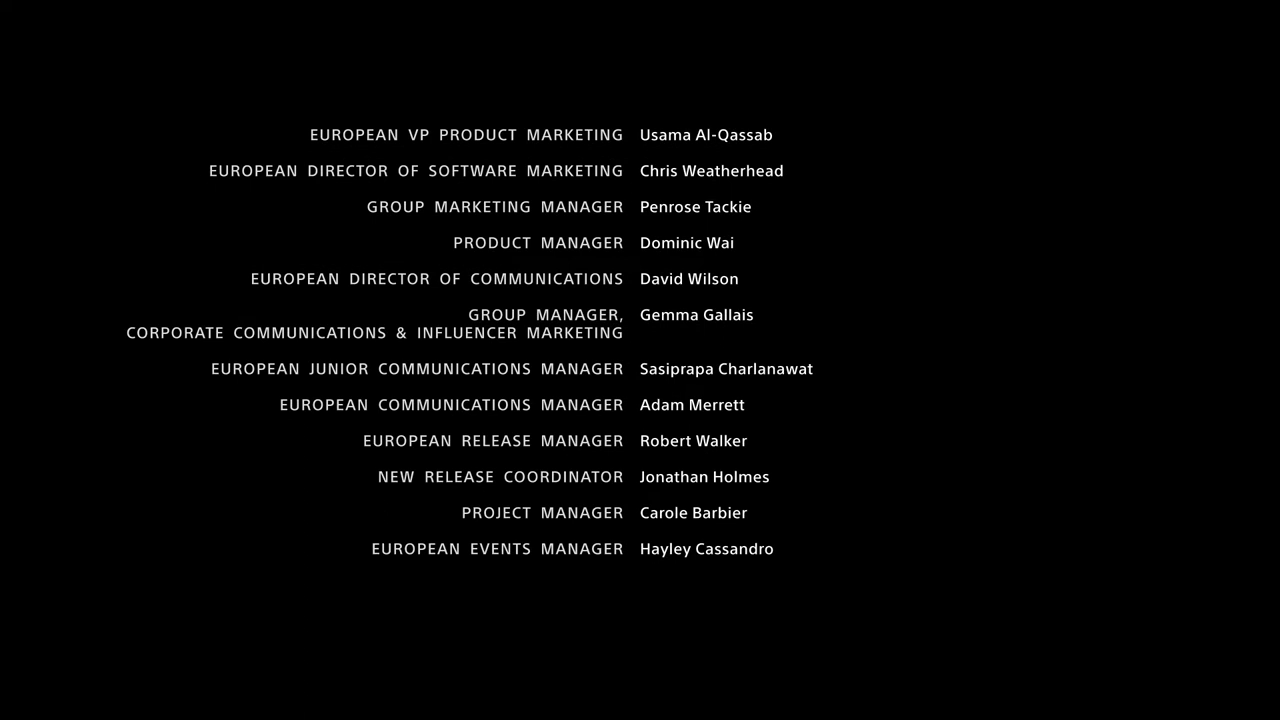 EUROPEAN VP PRODUCT MARKETING Usama Al-Qassab
EUROPEAN DIRECTOR OF SOFTWARE MARKETING Chris Weatherhead
GROUP MARKETING MANAGER Penrose Tackie
PRODUCT MANAGER Dominic Wai
EUROPEAN DIRECTOR OF COMMUNICATIONS David Wilson
GROUP MANAGER, Gemma Gallais
CORPORATE COMMUNICATIONS & INFLUENCER MARKETING
EUROPEAN JUNIOR COMMUNICATIONS MANAGER Sasiprapa Charlanawat
EUROPEAN COMMUNICATIONS MANAGER Adam Merrett
EUROPEAN RELEASE MANAGER Robert Walker
NEW RELEASE COORDINATOR Jonathan Holmes
PROJECT MANAGER Carole Barbier
EUROPEAN EVENTS MANAGER Hayley Cassandro